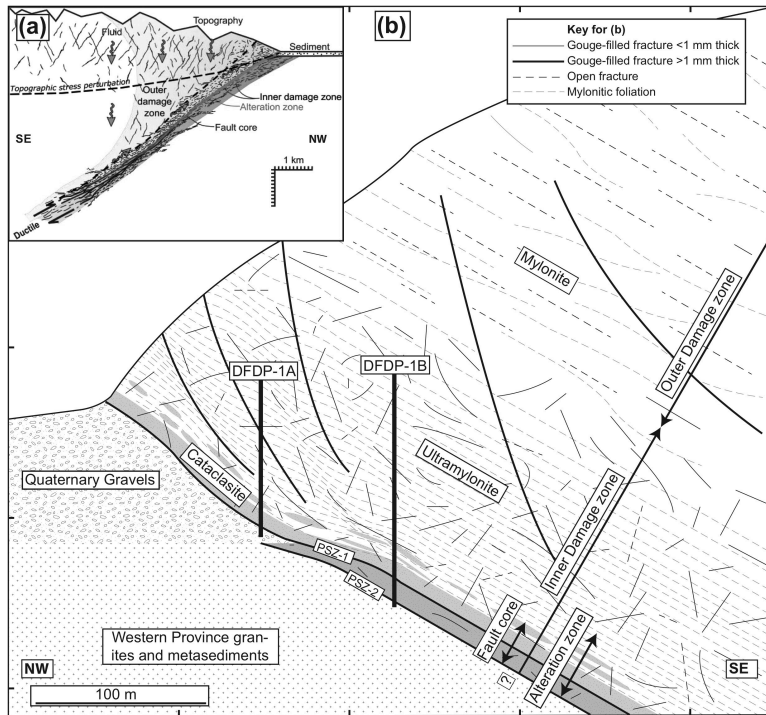 (a)
Topography
Fluid
Sediment
Topographic stress perturbation
Outer
damage
zone
Inner damage zone
Alteration zone
Fault core
SE
NW
1 km
Ductile
(b)
Key for (b)
Gouge-filled fracture <1 mm thick
Gouge-filled fracture >1 mm thick
Open fracture
Mylonitic foliation
Mylonite
Outer Damage zone
DFDP-1A
DFDP-1B
Cataclasite
Ultramylonite
Quaternary Gravels
Inner Damage zone
PSZ-1
PSZ-2
Western Province gran-
ites and metasediments
Fault core
?
Alteration zone
NW
SE
100 m